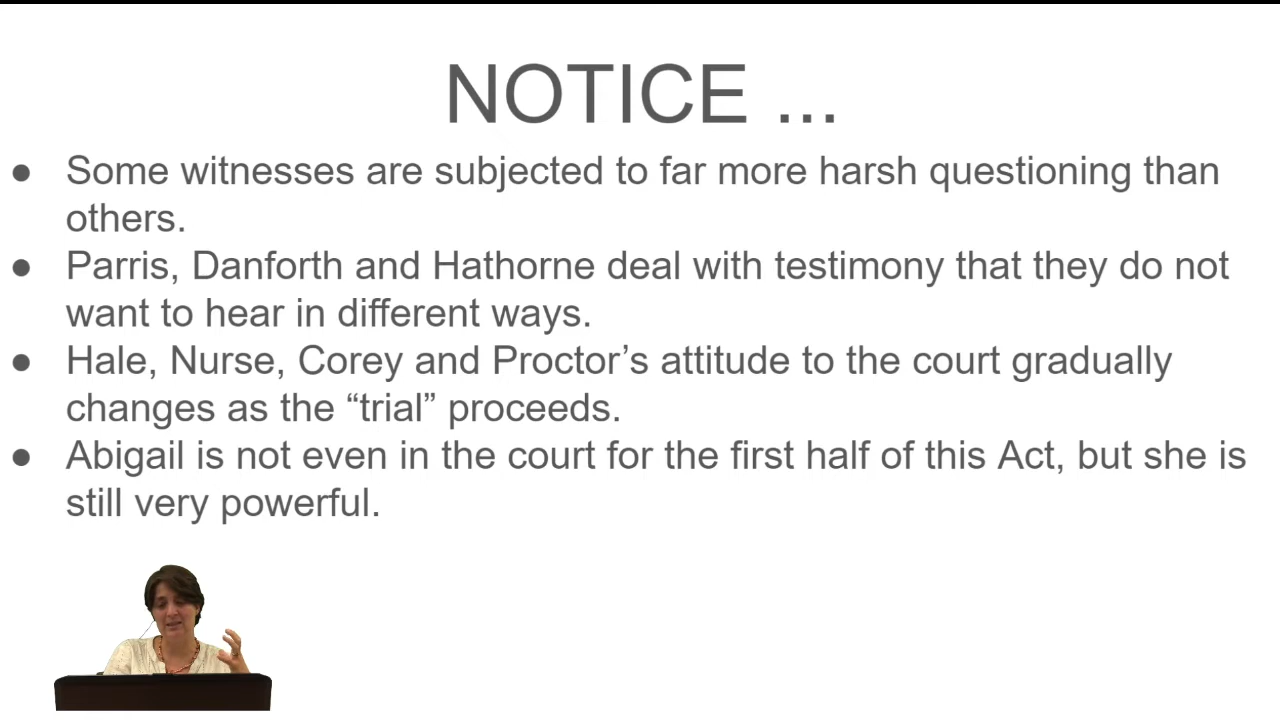 NOTICE ...
● Some witnesses are subjected to far more harsh questioning than
others.
● Parris, Danforth and Hathorne deal with testimony that they do not
want to hear in different ways.
● Hale, Nurse, Corey and Proctor’s attitude to the court gradually
changes as the “trial” proceeds.
● Abigail is not even in the court for the first half of this Act, but she is
still very powerful.